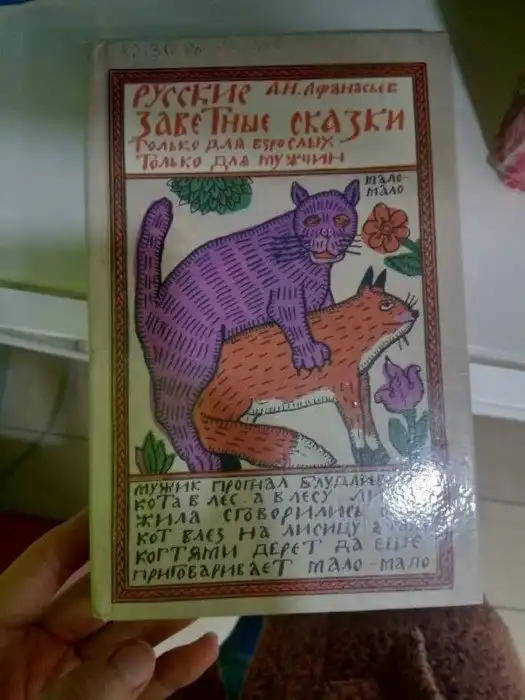 РУССКИЕ А.Н. Афанасьев
ЗАВЕТНЫЕ СКАЗКИ
ТОЛЬКО ДЛЯ ВЗРОСЛЫХ
ТОЛЬКО ДЛЯ МУЖЧИН
МАЛО-
МАЛО
МУЖИК ПРОГНАЛ
КОТА В ЛЕС. А В ЛЕСУ
ЖИЛА СГОВОРИЛИСЬ
КОТ ВЛЕЗ НА ЛИСИЦУ
КОГТЯМИ ДЕРЕТ ДА ЕЩЕ
ПРИГОВАРИВАЕТ МАЛО-МАЛО